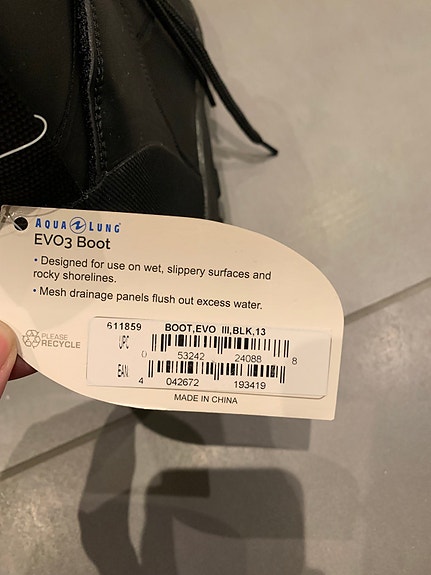 AQUA LUNG
EVO3 Boot
• Designed for use on wet, slippery surfaces and
rocky shorelines.
• Mesh drainage panels flush out excess water.
PLEASE
RECYCLE
611859 BOOT,EVO III,BLK,13
UPC
0 53242 24088 8
EAN
4 042672 193419
MADE IN CHINA